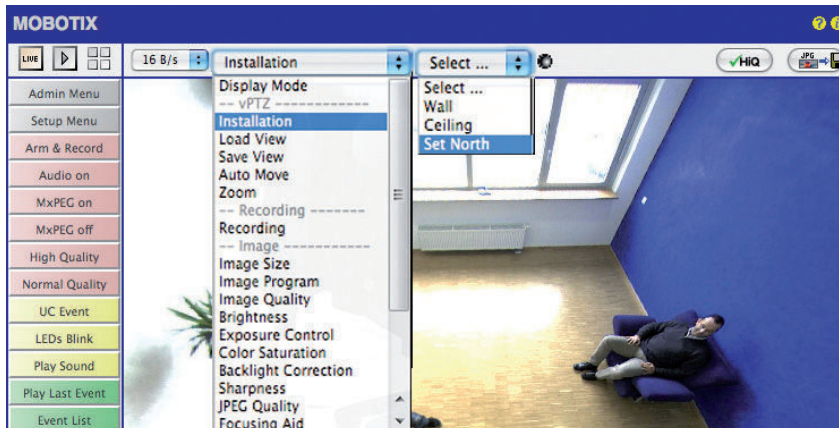 MOBOTIX
LIVE
16 B/s
Installation
Select ...
HiQ
JPG
Admin Menu
Setup Menu
Arm & Record
Audio on
MxPEG on
MxPEG off
High Quality
Normal Quality
UC Event
LEDs Blink
Play Sound
Play Last Event
Event List
Display Mode
-- vPTZ ------------
Installation
Load View
Save View
Auto Move
Zoom
-- Recording -------
Recording
-- Image -----------
Image Size
Image Program
Image Quality
Brightness
Exposure Control
Color Saturation
Backlight Correction
Sharpness
JPEG Quality
Focusing Aid
Select ...
Wall
Ceiling
Set North